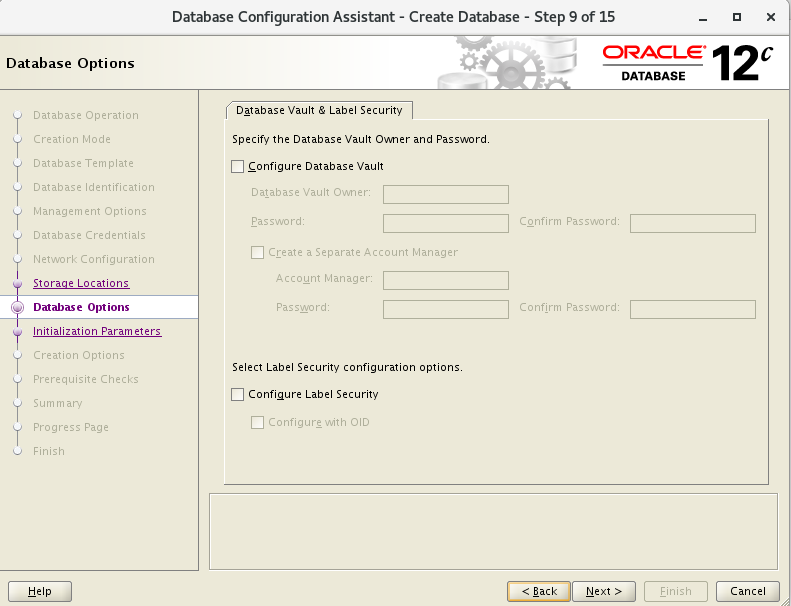 Database Configuration Assistant - Create Database - Step 9 of 15
Database Options
ORACLE
DATABASE
12c
Database Operation
Creation Mode
Database Template
Database Identification
Management Options
Database Credentials
Network Configuration
Storage Locations
Database Options
Initialization Parameters
Creation Options
Prerequisite Checks
Summary
Progress Page
Finish
Database Vault & Label Security
Specify the Database Vault Owner and Password.
Configure Database Vault
Database Vault Owner:
Password: Confirm Password:
Create a Separate Account Manager
Account Manager:
Password: Confirm Password:
Select Label Security configuration options.
Configure Label Security
Configure with OID
Help < Back Next > Finish Cancel